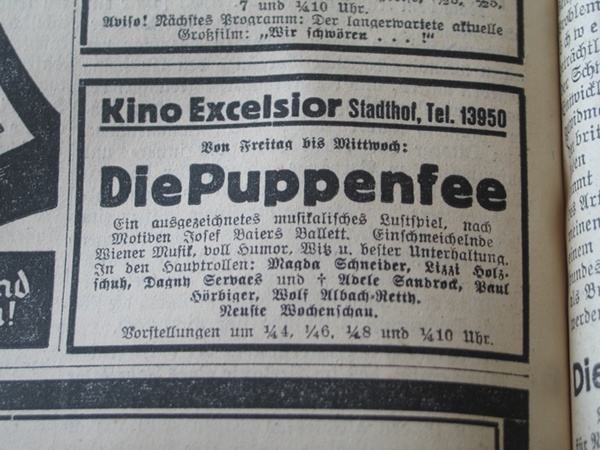 7 und ¼10 Uhr.
Aviso! Nächstes Programm: Der langerwartete aktuelle
Großfilm: „Wir schwören . . . !“
Kino Excelsior Stadthof, Tel. 13950
Von Freitag bis Mittwoch:
Die Puppenfee
Ein ausgezeichnetes musikalisches Lustspiel, nach
Motiven Josef Baiers Ballett. Einschmeichelnde
Wiener Musik, voll Humor, Witz u. bester Unterhaltung.
In den Hauptrollen: Magda Schneider, Lizzi Holz-
schuh, Dagny Servaes und † Adele Sandrock, Paul
Hörbiger, Wolf Albach-Retty.
Neuste Wochenschau.
Vorstellungen um ¼4, ¼6, ¼8 und ¼10 Uhr.
Die